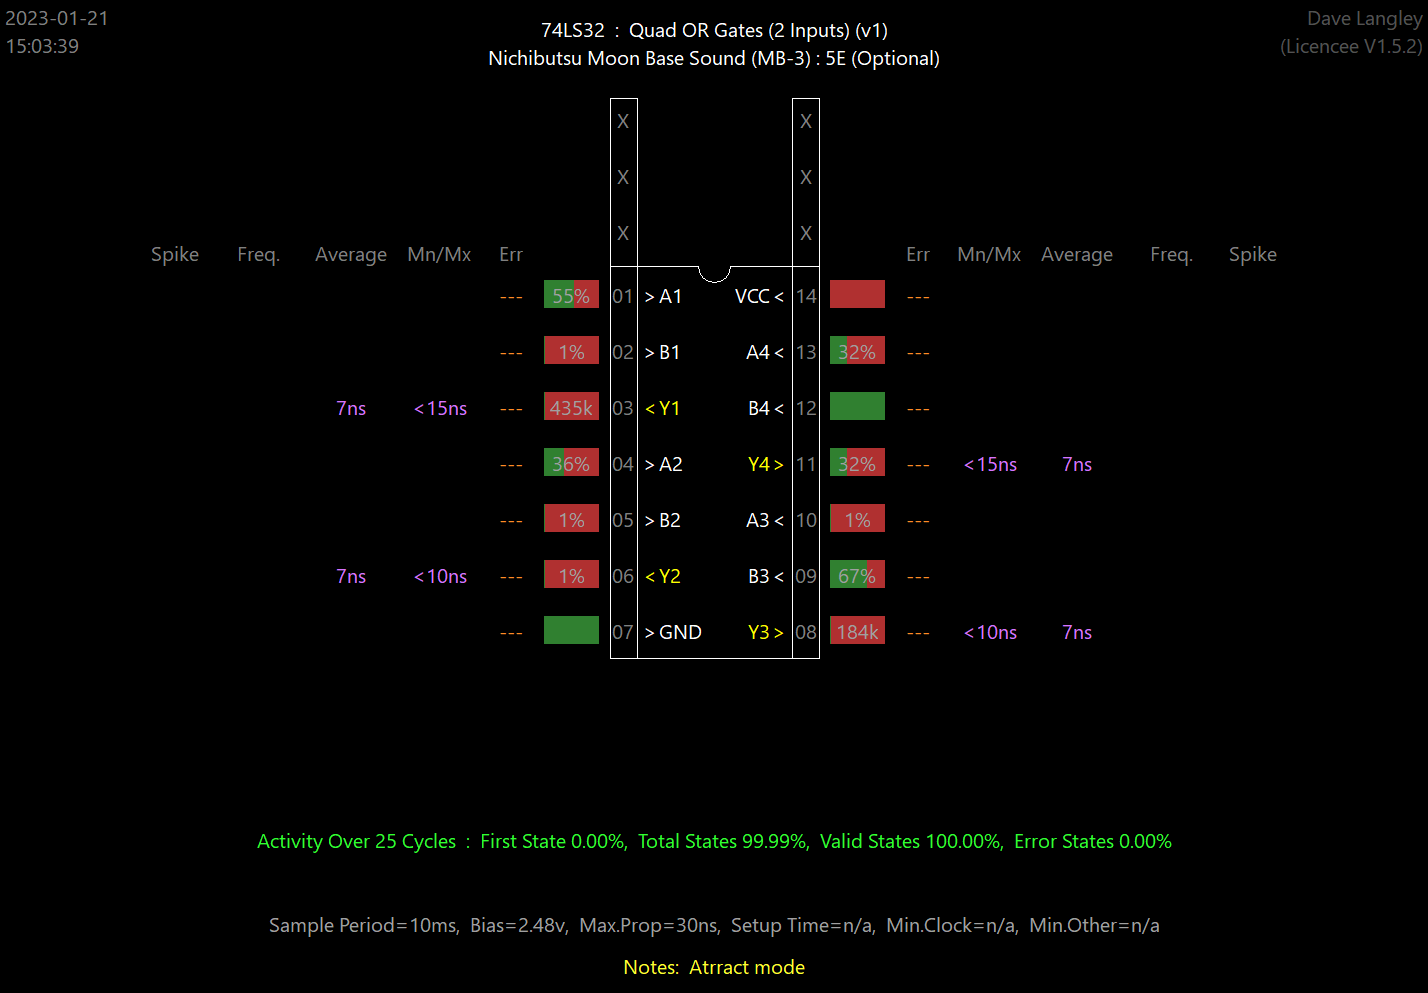 2023-01-21
15:03:39
74LS32 : Quad OR Gates (2 Inputs) (v1)
Nichibutsu Moon Base Sound (MB-3) : 5E (Optional)
Dave Langley
(Licencee V1.5.2)
X X
X X
X X
Spike Freq. Average Mn/Mx Err Err Mn/Mx Average Freq. Spike
--- 55% 01 >A1 VCC< 14 ---
--- 1% 02 >B1 A4< 13 32% ---
7ns <15ns --- 435k 03 <Y1 B4< 12 ---
--- 36% 04 >A2 Y4> 11 32% --- <15ns 7ns
--- 1% 05 >B2 A3< 10 1% ---
7ns <10ns --- 1% 06 <Y2 B3< 09 67% ---
--- 07 >GND Y3> 08 184k --- <10ns 7ns
Activity Over 25 Cycles : First State 0.00%, Total States 99.99%, Valid States 100.00%, Error States 0.00%
Sample Period=10ms, Bias=2.48v, Max.Prop=30ns, Setup Time=n/a, Min.Clock=n/a, Min.Other=n/a
Notes: Atrract mode